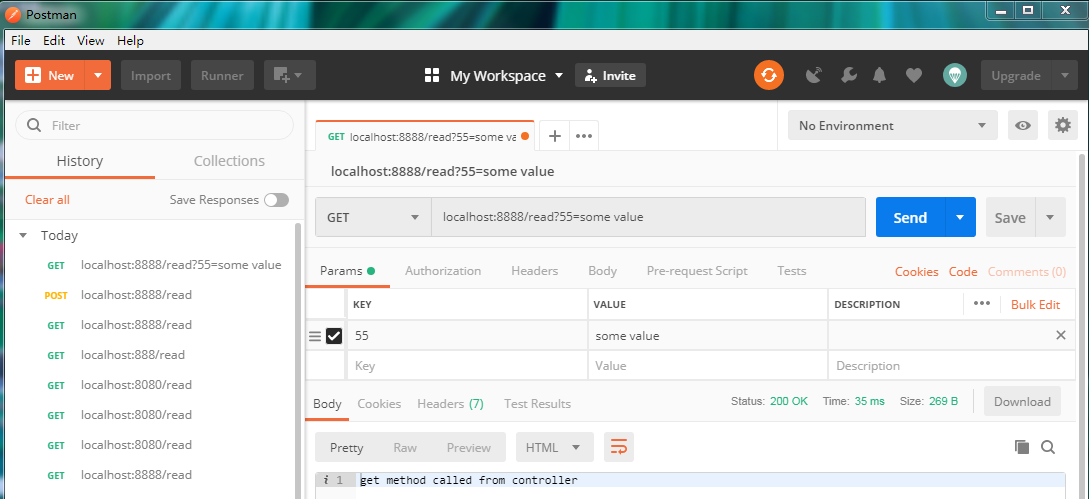 Postman
File Edit View Help
New Import Runner My Workspace Invite Upgrade
Filter
History Collections
Clear all Save Responses
Today
GET localhost:8888/read?55=some value
POST localhost:8888/read
GET localhost:8888/read
GET localhost:888/read
GET localhost:8080/read
GET localhost:8080/read
GET localhost:8080/read
GET localhost:8888/read
GET localhost:8888/read?55=some va
No Environment
localhost:8888/read?55=some value
GET localhost:8888/read?55=some value Send Save
Params Authorization Headers Body Pre-request Script Tests Cookies Code Comments (0)
KEY VALUE DESCRIPTION Bulk Edit
55 some value
Key Value Description
Body Cookies Headers (7) Test Results Status: 200 OK Time: 35 ms Size: 269 B Download
Pretty Raw Preview HTML
i 1 get method called from controller